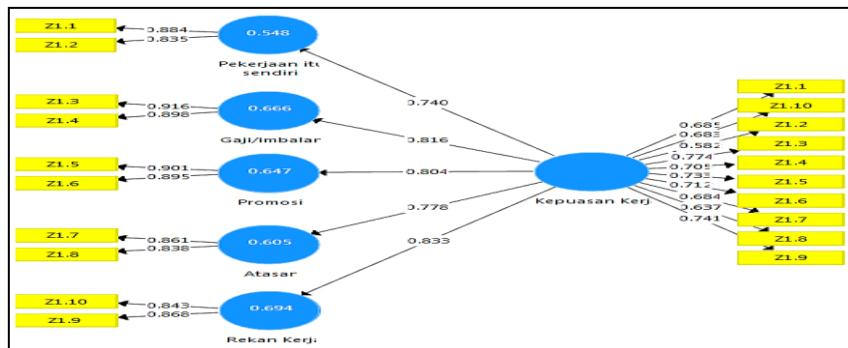 Z1.1
0.884
Z1.2
0.835
0.548
Pekerjaan itu
sendiri
0.740
Z1.3
0.916
Z1.4
0.898
0.666
Gaji/imbalar
0.816
Z1.5
0.901
Z1.6
0.895
0.647
Promosi
0.804
Z1.7
0.861
Z1.8
0.838
0.605
Atasar
0.778
Z1.10
0.843
Z1.9
0.868
0.694
Rekan Kerja
0.833
Kepuasan Kerj
0.685
0.683
0.582
0.774
0.705
0.733
0.712
0.684
0.637
0.741
Z1.1
Z1.10
Z1.2
Z1.3
Z1.4
Z1.5
Z1.6
Z1.7
Z1.8
Z1.9